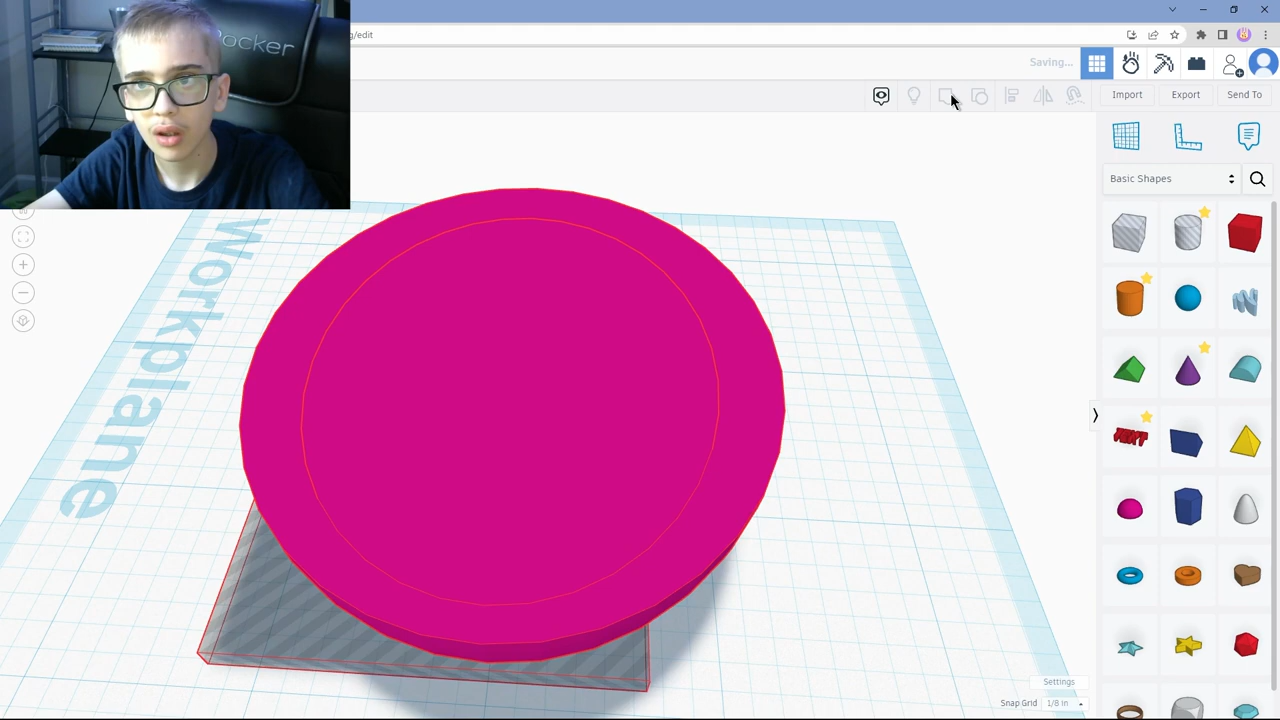 ocker
g/edit
Saving...
Import
Export
Send To
Basic Shapes
Workplane
Settings
Snap Grid
1/8 in